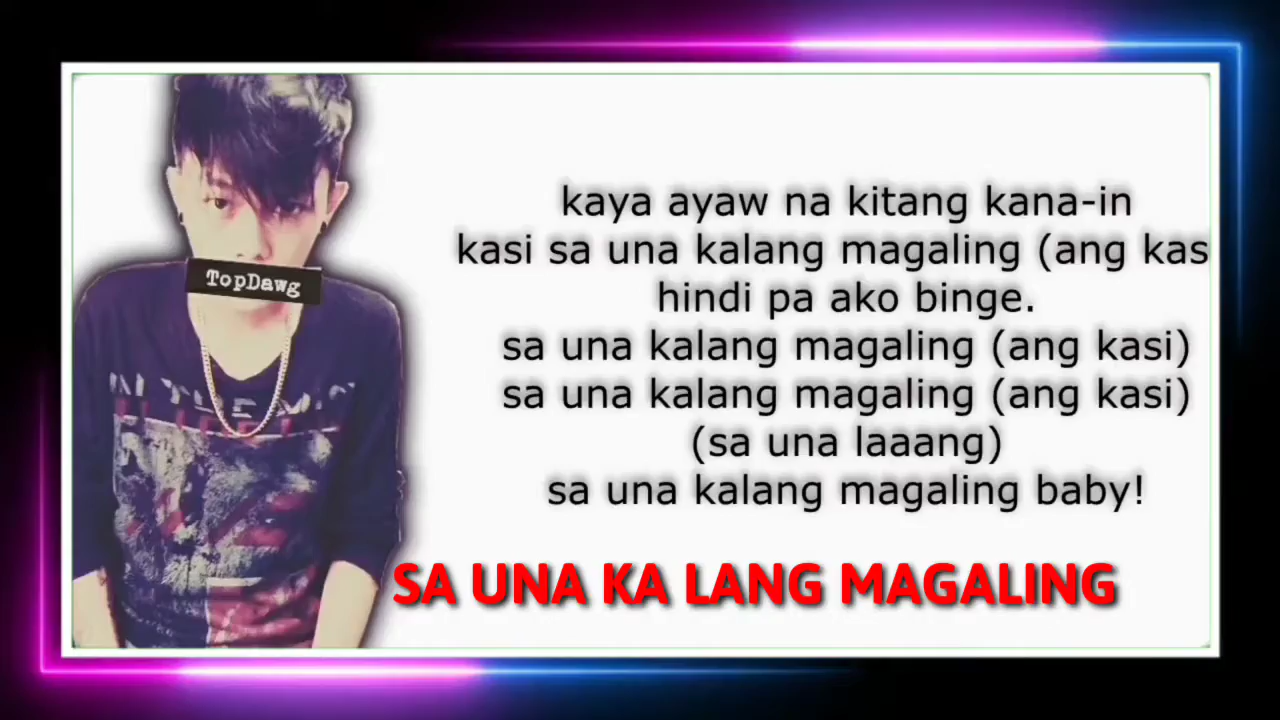 TopDawg
kaya ayaw na kitang kana-in
kasi sa una kalang magaling (ang kas
hindi pa ako binge.
sa una kalang magaling (ang kasi)
sa una kalang magaling (ang kasi)
(sa una laaang)
sa una kalang magaling baby!
SA UNA KA LANG MAGALING